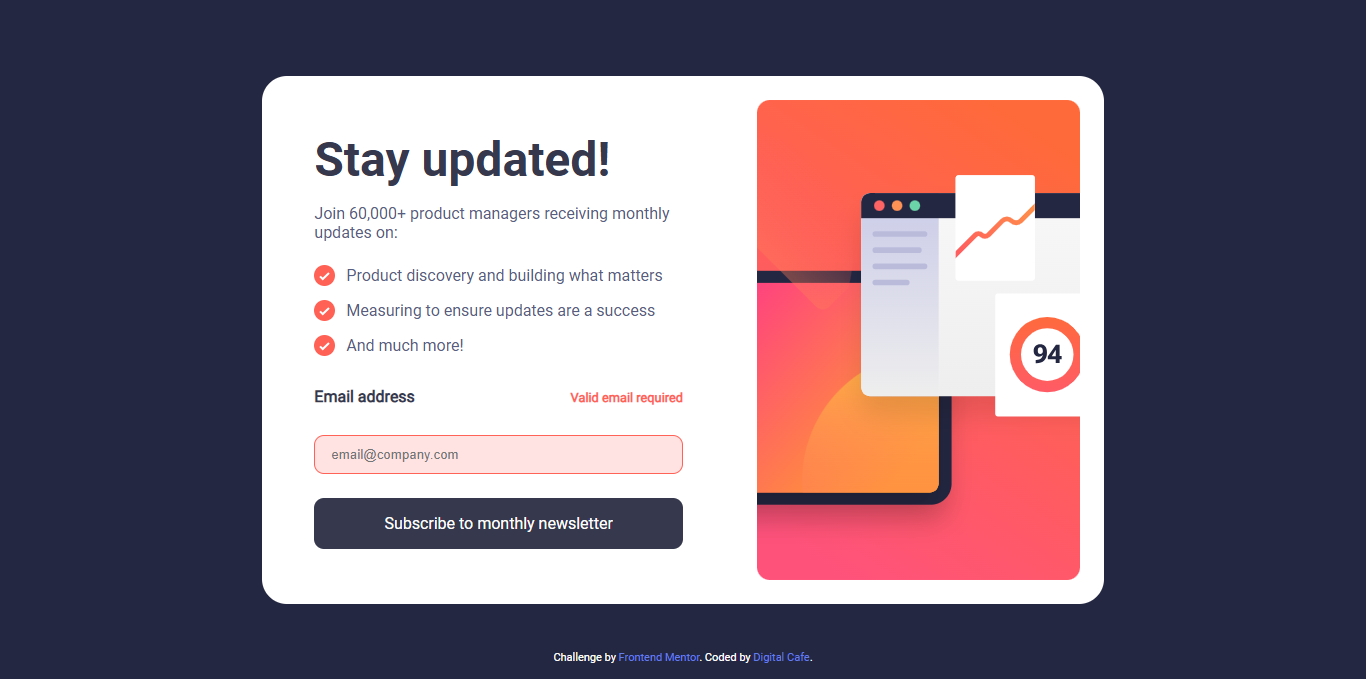 Stay updated!
Join 60,000+ product managers receiving monthly
updates on:
Product discovery and building what matters
Measuring to ensure updates are a success
And much more!
Email address
Valid email required
email@company.com
Subscribe to monthly newsletter
94
Challenge by Frontend Mentor. Coded by Digital Cafe.